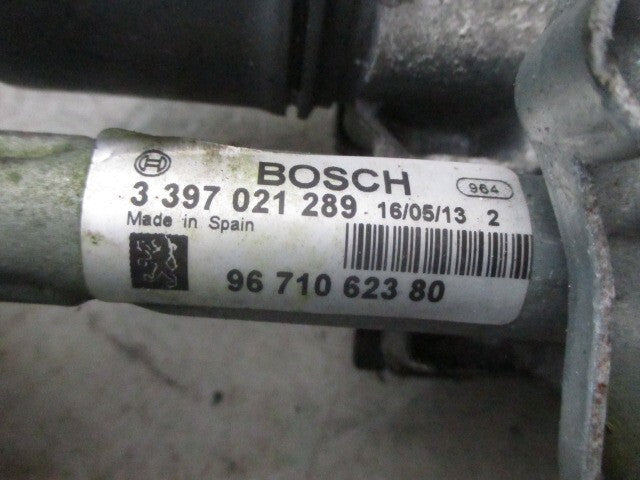 BOSCH 964
3 397 021 289 16/05/13 2
Made in Spain
96 710 623 80